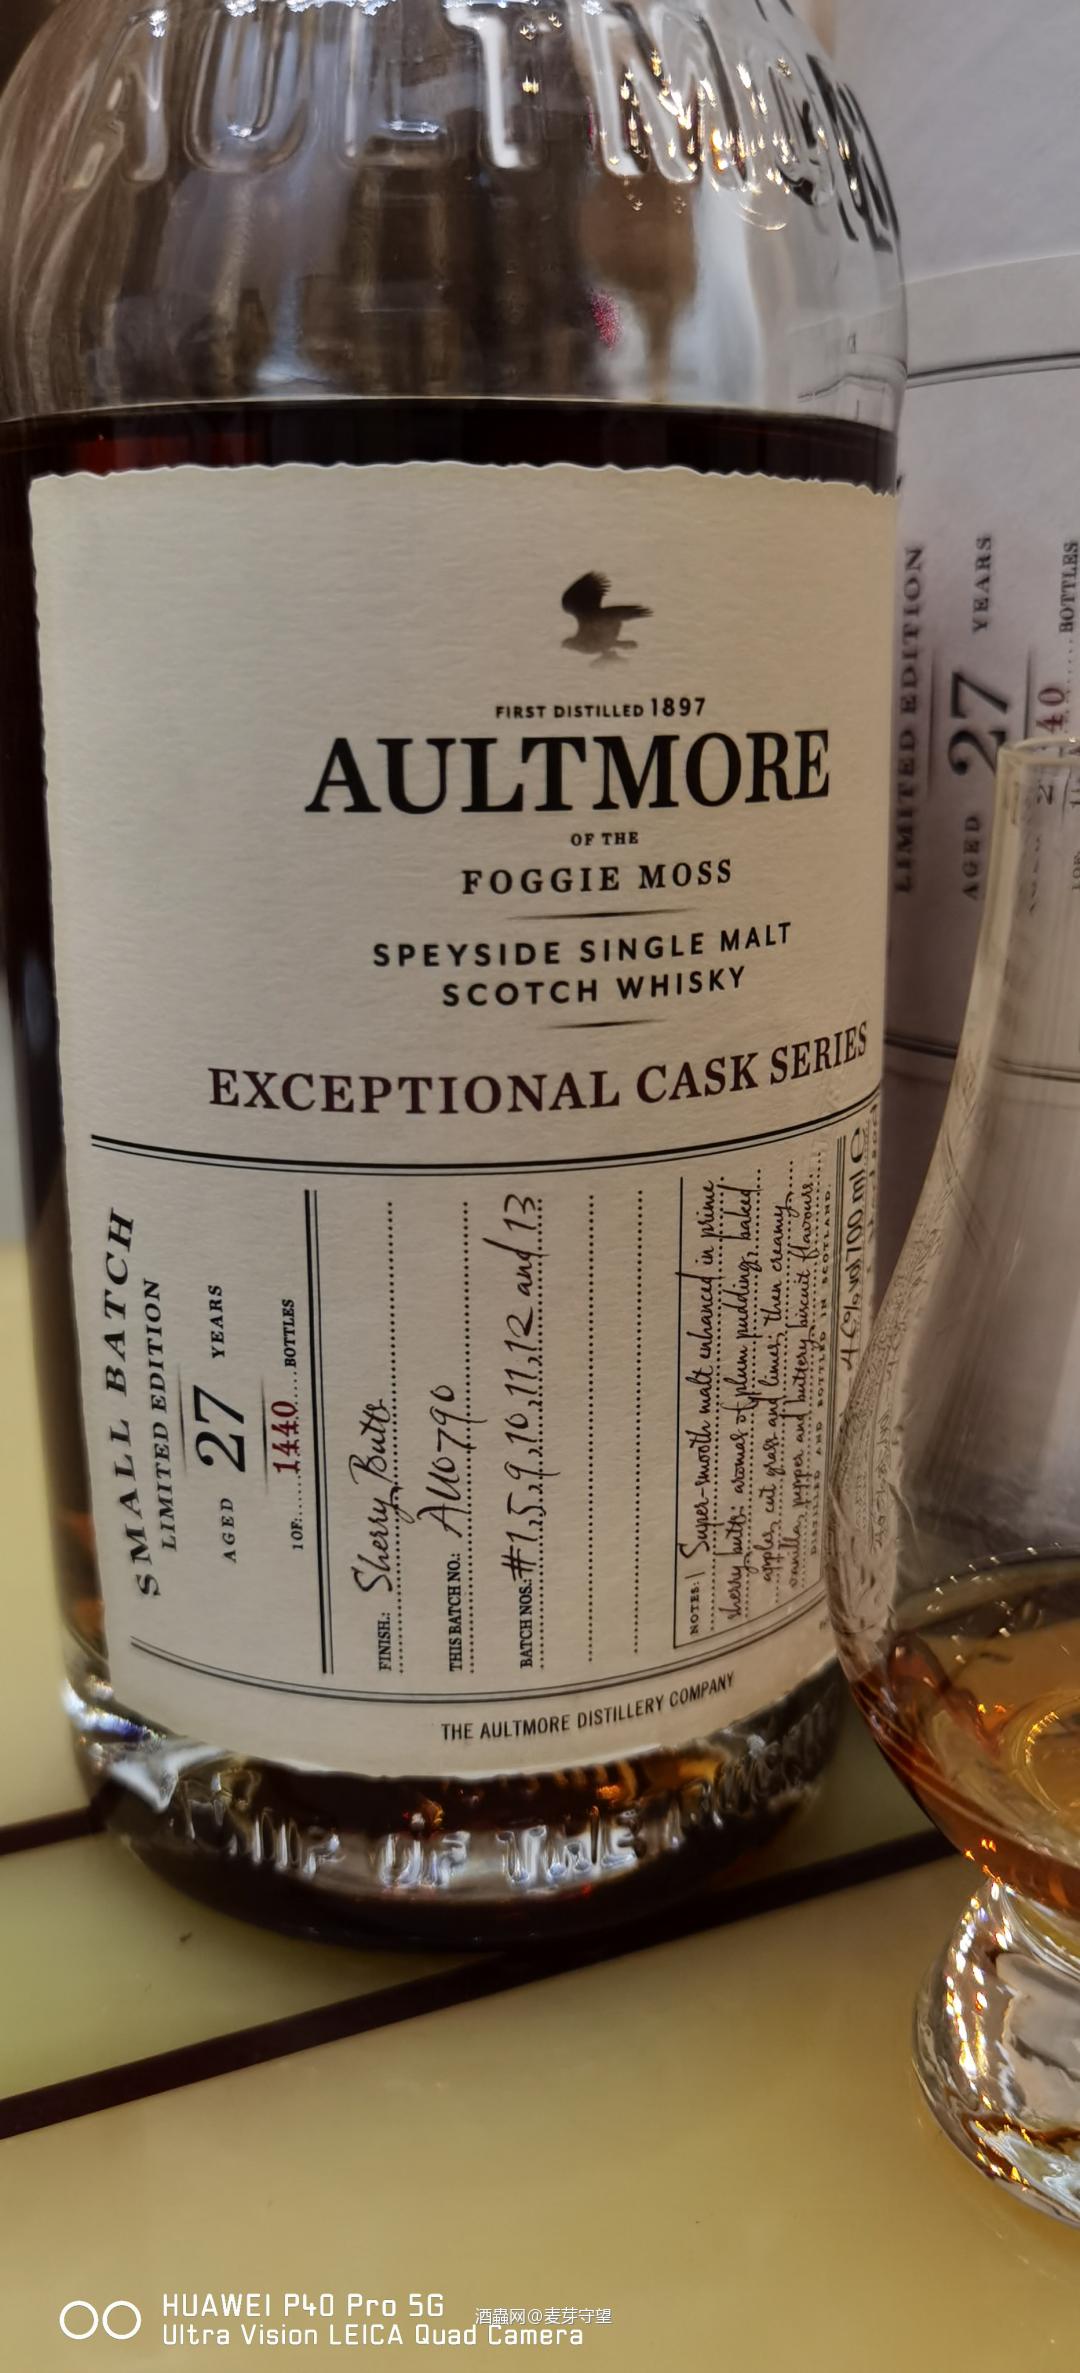 AULTMO
FIRST DISTILLED 1897
AULTMORE
OF THE
FOGGIE MOSS
SPEYSIDE SINGLE MALT
SCOTCH WHISKY
EXCEPTIONAL CASK SERIES
SMALL BATCH
LIMITED EDITION
AGED 27 YEARS
1 OF: 1440 BOTTLES
FINISH: Sherry Butts
THIS BATCH NO.:
BATCH NOS.: #1,5,9,10,11,12 and 13
NOTES: Super-smooth malt enhanced in prime
sherry butts: aromas of plum pudding, baked
apples, cut grass and limes; then creamy
vanilla, pepper and buttery biscuit flavours.
DISTILLED AND BOTTLED IN SCOTLAND
46% vol 700 ml e
THE AULTMORE DISTILLERY COMPANY
OF THE
LIMITED EDITION
AGED 27 YEARS
40 BOTTLES
HUAWEI P40 Pro 5G
Ultra Vision LEICA Quad Camera
酒蟲网@麦芽守望